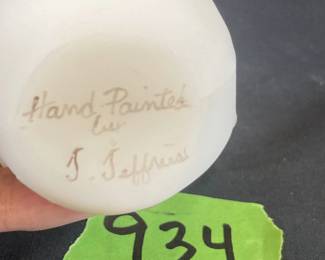 Hand Painted
by
J. Jeffries
934